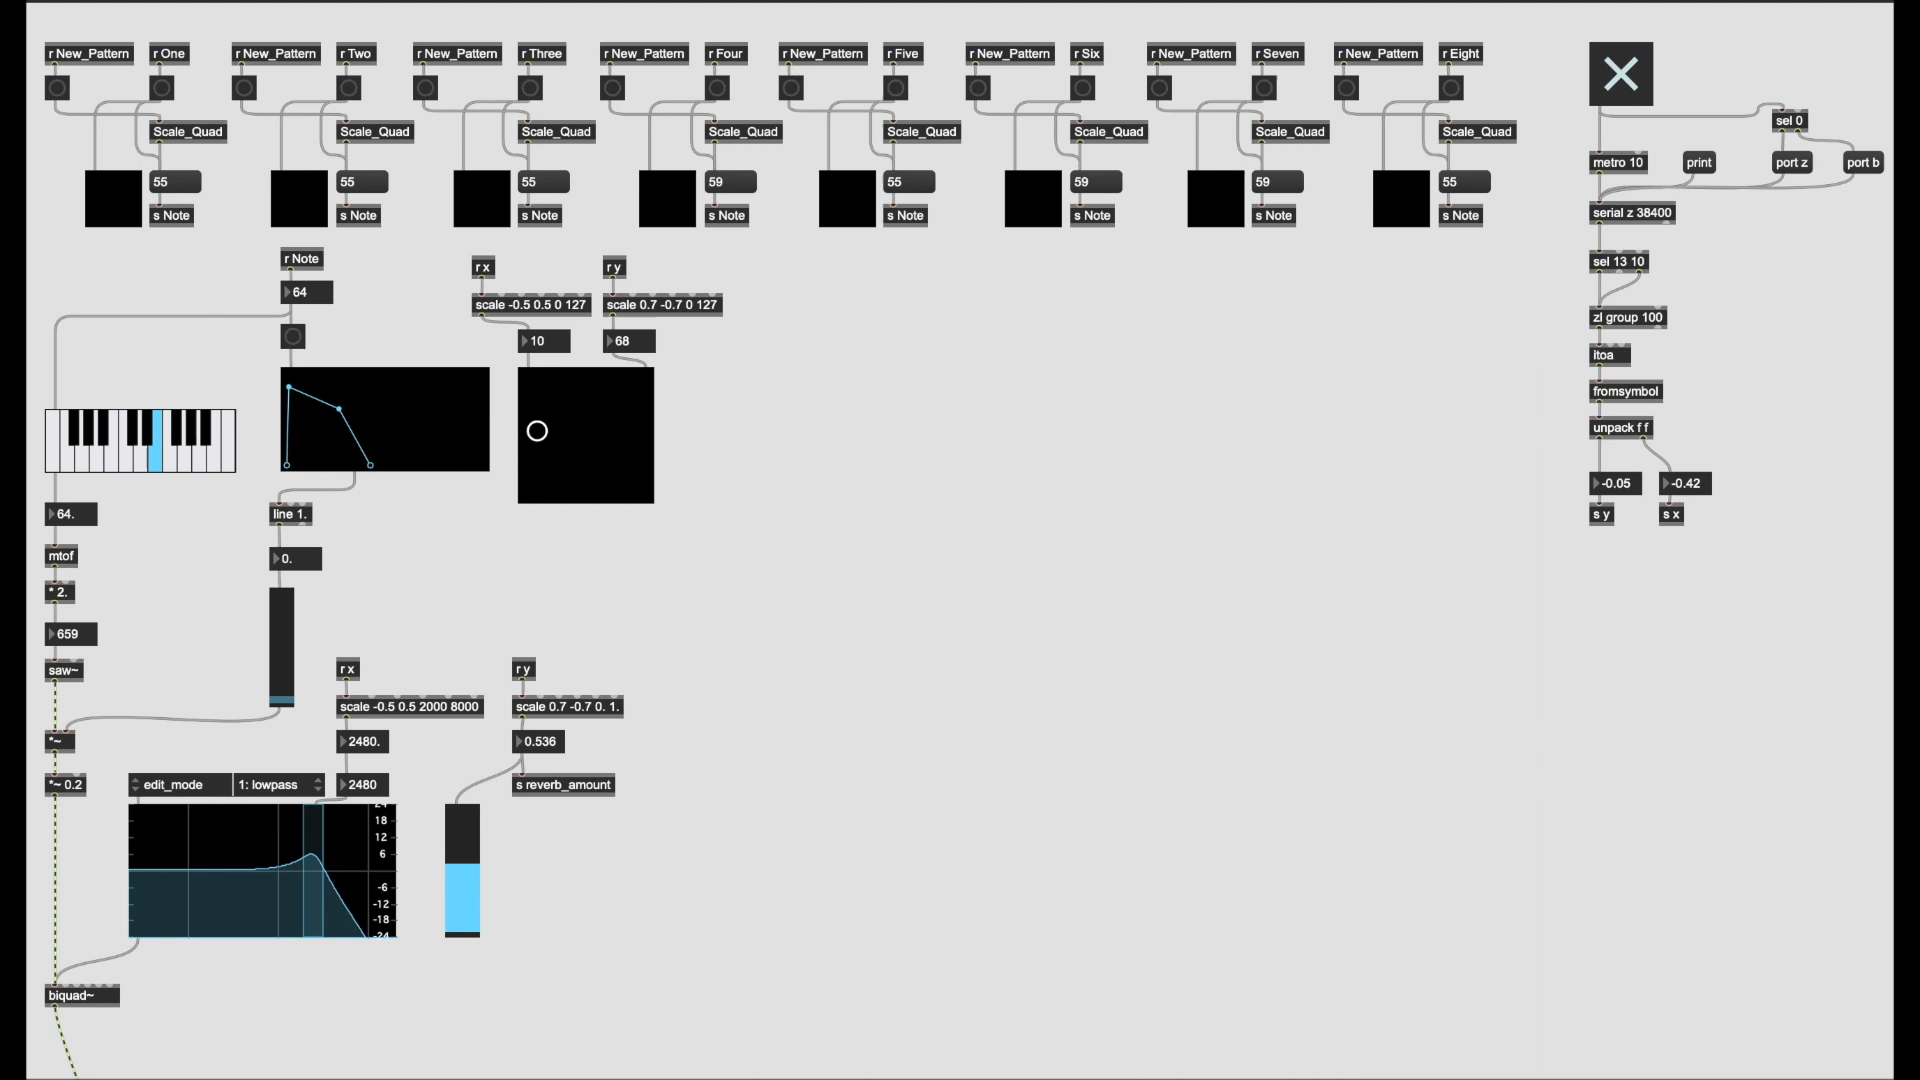 r New_Pattern r One r New_Pattern r Two r New_Pattern r Three r New_Pattern r Four r New_Pattern r Five r New_Pattern r Six r New_Pattern r Seven r New_Pattern r Eight
Scale_Quad Scale_Quad Scale_Quad Scale_Quad Scale_Quad Scale_Quad Scale_Quad Scale_Quad
55 55 55 59 55 59 59 55
s Note s Note s Note s Note s Note s Note s Note s Note
sel 0
metro 10 print port z port b
serial z 38400
sel 13 10
zl group 100
itoa
fromsymbol
unpack f f
-0.05 -0.42
s y s x
r Note
64
r x r y
scale -0.5 0.5 0 127 scale 0.7 -0.7 0 127
10 68
64.
mtof
* 2.
659
saw~
*~
*~ 0.2
line 1.
0.
r x r y
scale -0.5 0.5 2000 8000 scale 0.7 -0.7 0. 1.
2480. 0.536
edit_mode 1: lowpass 2480 s reverb_amount
24
18
12
6
-6
-12
-18
-24
biquad~